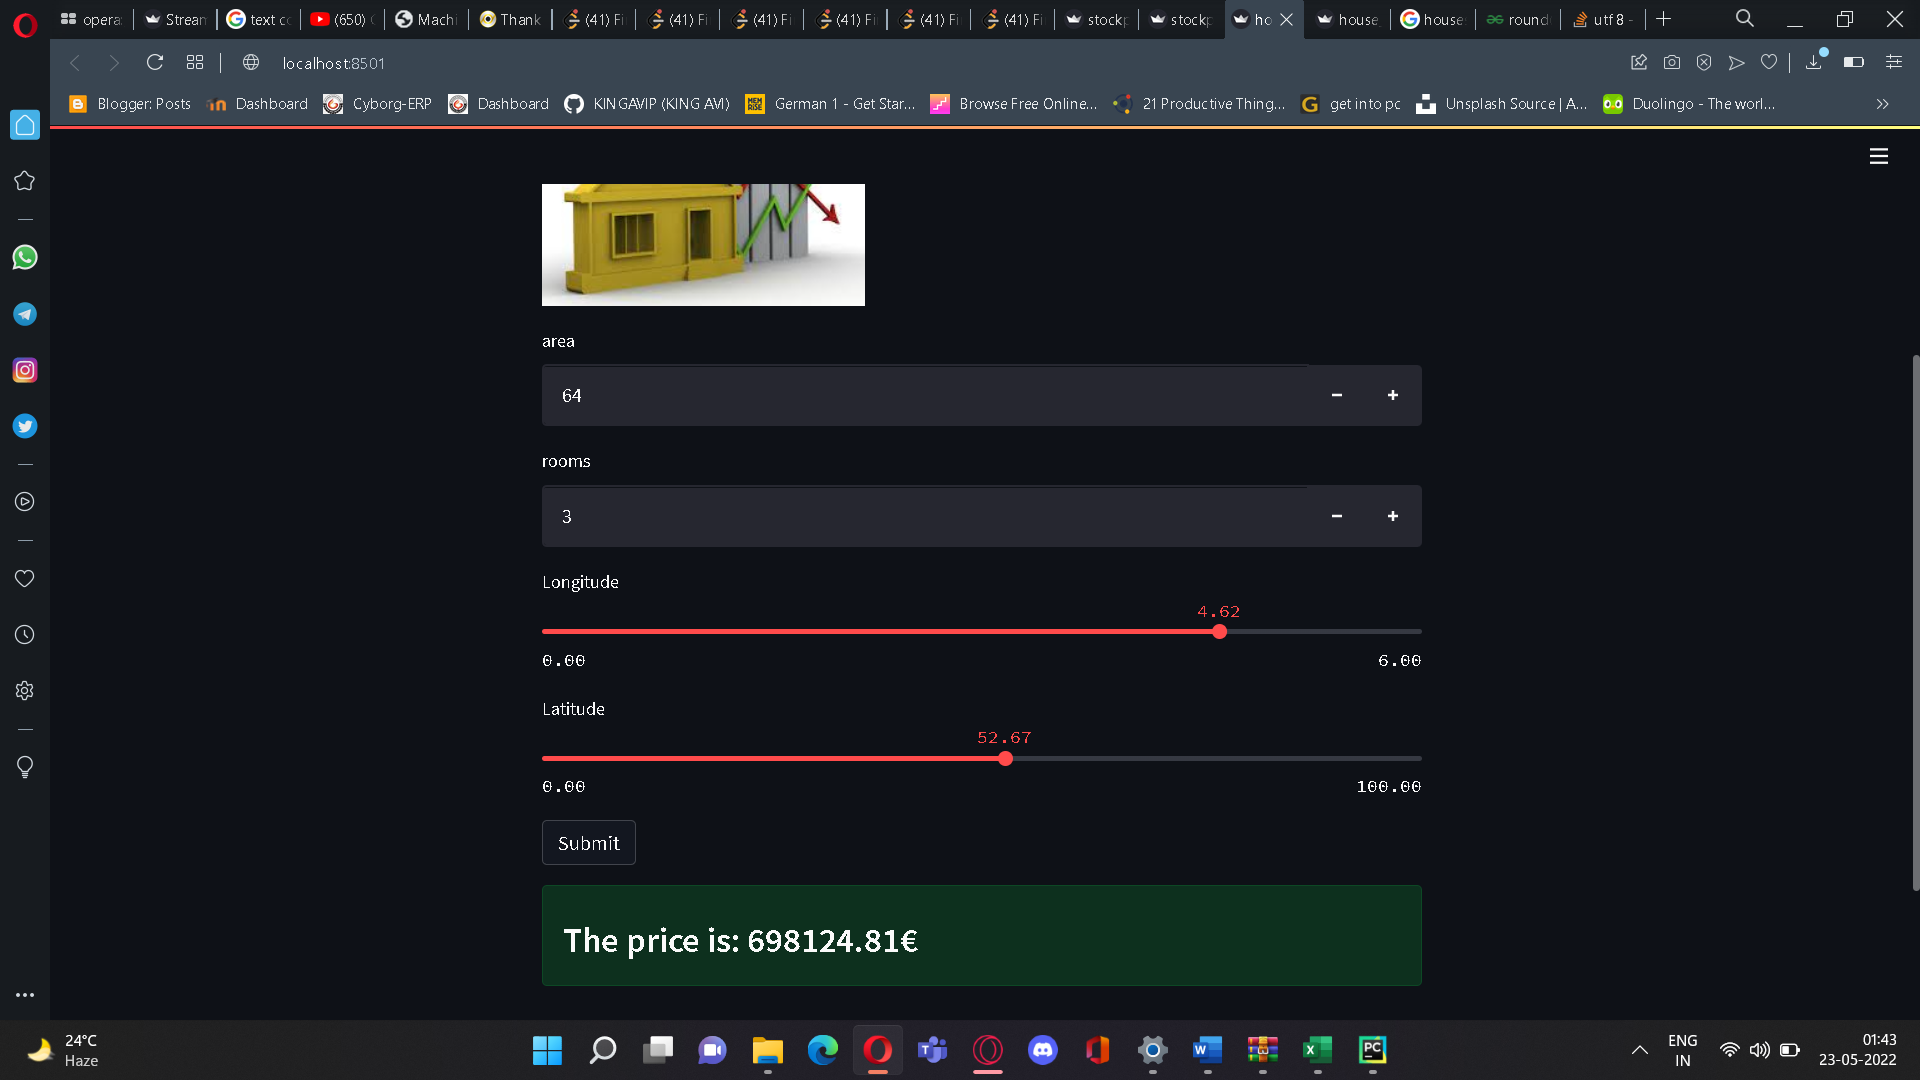 opera: Stream text co (650) ( Machi Thank (41) Fi (41) Fi (41) Fi (41) Fi (41) Fi (41) Fi stockp stockp ho house_ house round utf 8 -
localhost:8501
Blogger: Posts Dashboard Cyborg-ERP Dashboard KINGAVIP (KING AVI) German 1 - Get Star... Browse Free Online... 21 Productive Thing... get into pc Unsplash Source | A... Duolingo - The worl...
area
64
rooms
3
Longitude
4.62
0.00 6.00
Latitude
52.67
0.00 100.00
Submit
The price is: 698124.81€
24°C
Haze
ENG
IN
01:43
23-05-2022